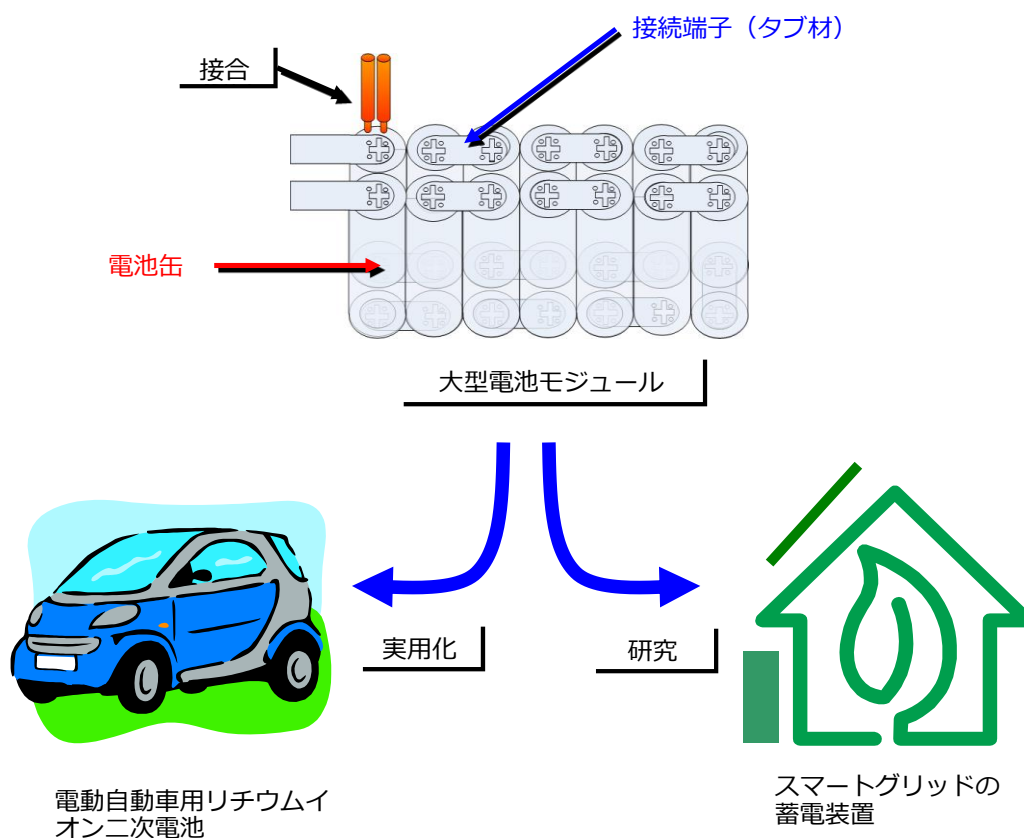 接続端子（タブ材）
接合
電池缶
大型電池モジュール
実用化
研究
電動自動車用リチウムイ
オン二次電池
スマートグリッドの
蓄電装置